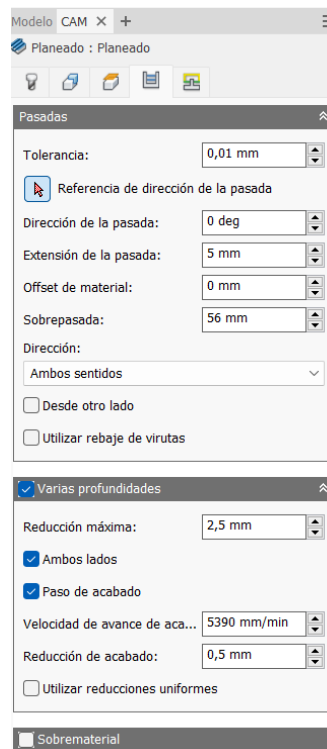 Modelo CAM × +
Planeado : Planeado
Pasadas
Tolerancia: 0,01 mm
Referencia de dirección de la pasada
Dirección de la pasada: 0 deg
Extensión de la pasada: 5 mm
Offset de material: 0 mm
Sobrepasada: 56 mm
Dirección:
Ambos sentidos
Desde otro lado
Utilizar rebaje de virutas
Varias profundidades
Reducción máxima: 2,5 mm
Ambos lados
Paso de acabado
Velocidad de avance de aca... 5390 mm/min
Reducción de acabado: 0,5 mm
Utilizar reducciones uniformes
Sobrematerial